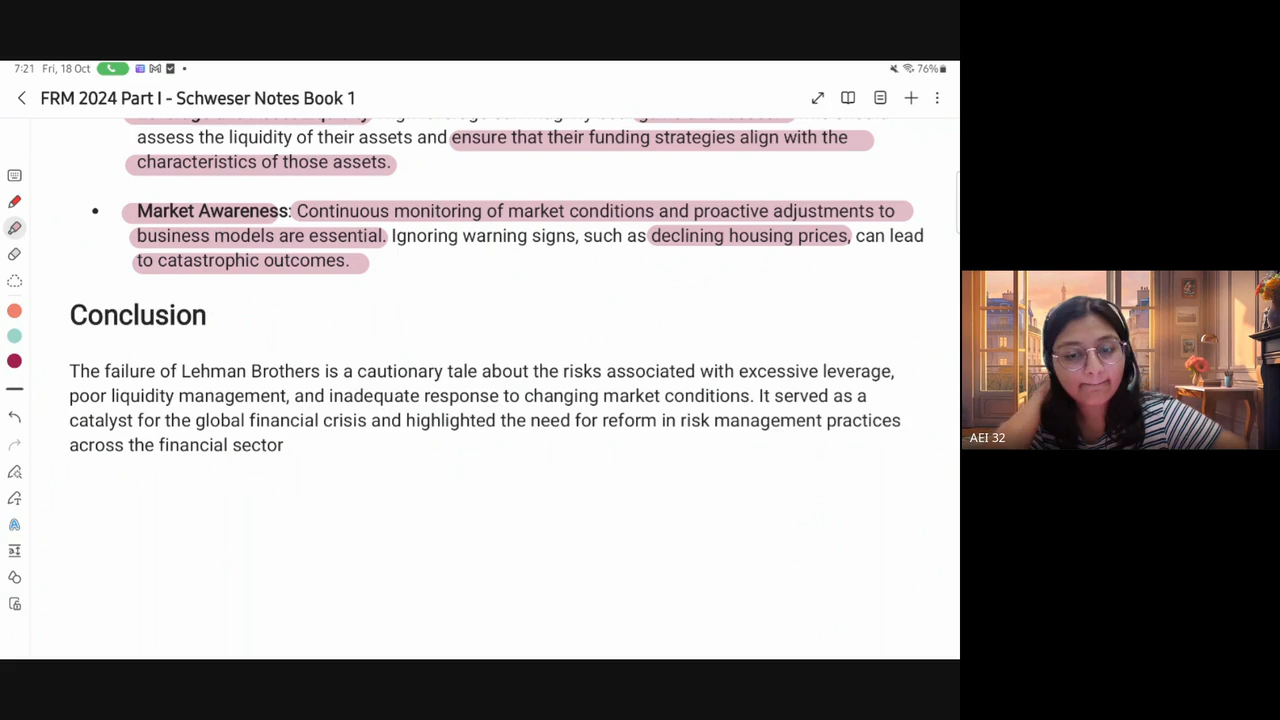 7:21 Fri, 18 Oct 76%
FRM 2024 Part I - Schweser Notes Book 1
assess the liquidity of their assets and ensure that their funding strategies align with the
characteristics of those assets.
• Market Awareness: Continuous monitoring of market conditions and proactive adjustments to
business models are essential. Ignoring warning signs, such as declining housing prices, can lead
to catastrophic outcomes.
Conclusion
The failure of Lehman Brothers is a cautionary tale about the risks associated with excessive leverage,
poor liquidity management, and inadequate response to changing market conditions. It served as a
catalyst for the global financial crisis and highlighted the need for reform in risk management practices
across the financial sector
AEI 32